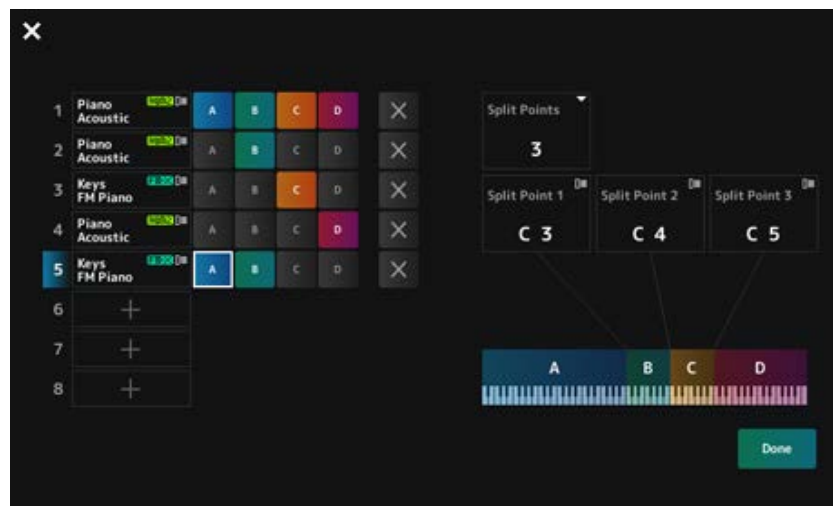 1 Piano Acoustic A B C D
2 Piano Acoustic A B C D
3 Keys FM Piano A B C D
4 Piano Acoustic A B C D
5 Keys FM Piano A B C D
6
7
8
Split Points
3
Split Point 1 Split Point 2 Split Point 3
C 3 C 4 C 5
A B C D
Done